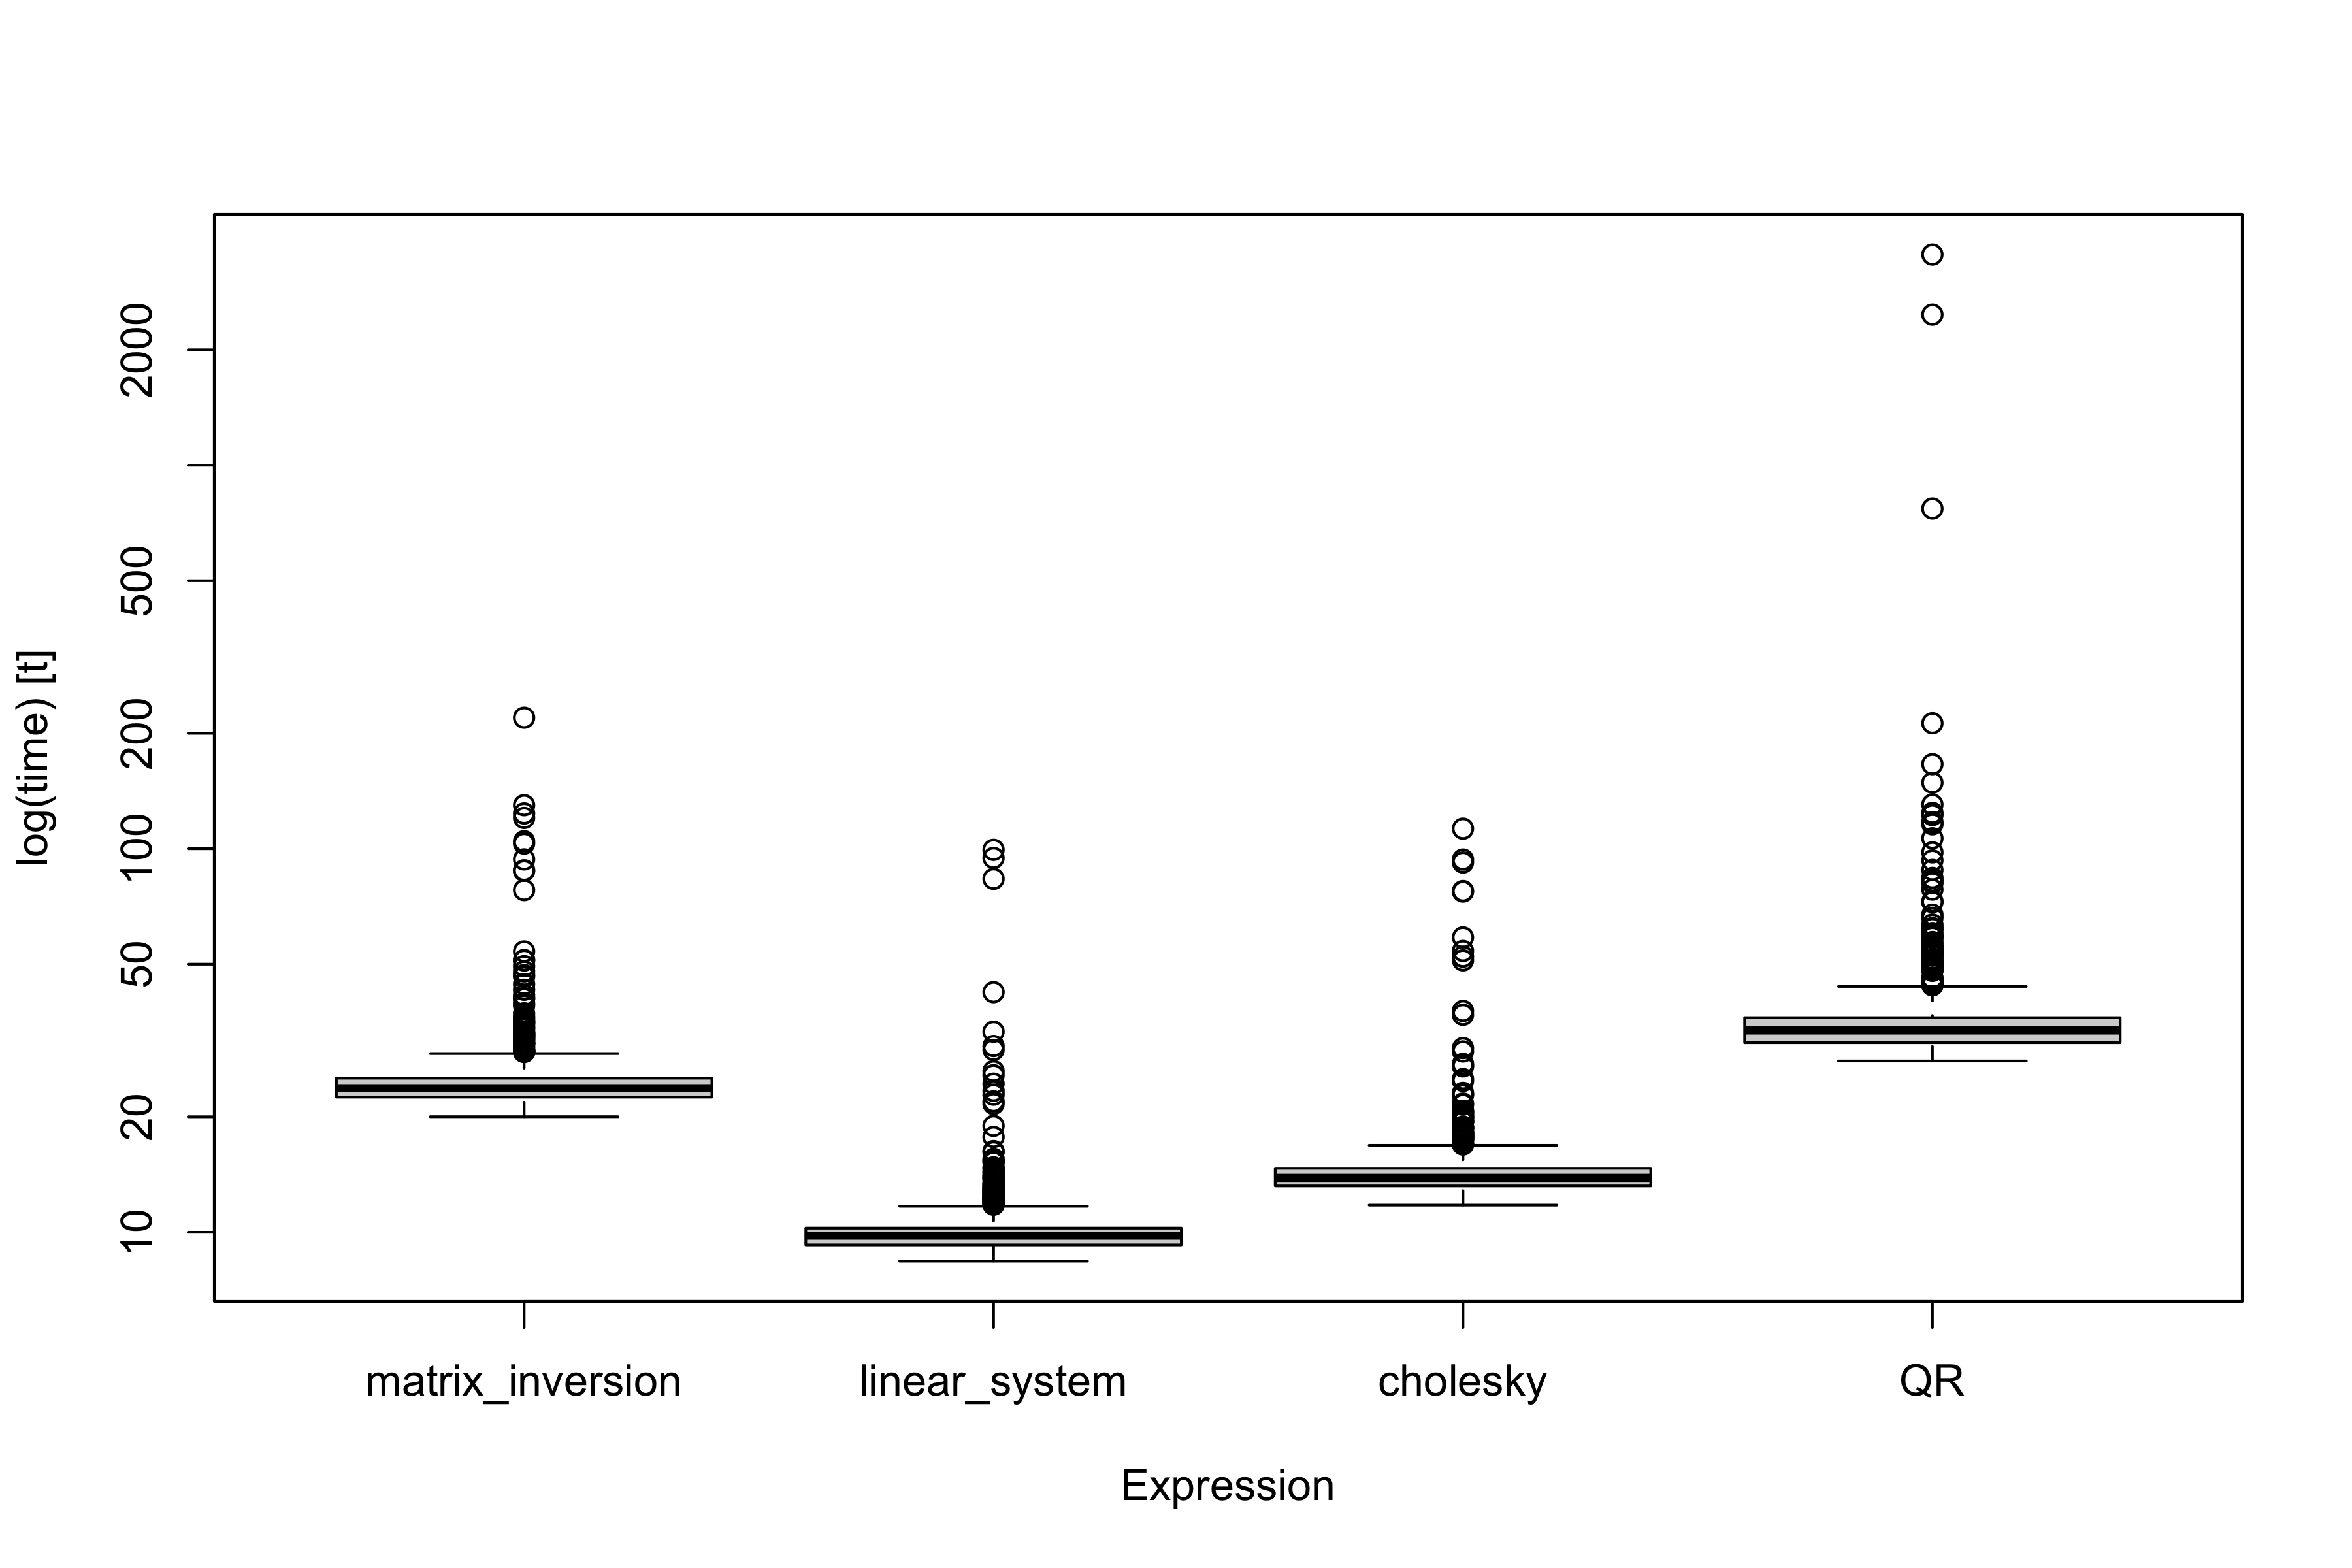 log(time) [t]
2000
500
200
100
50
20
10
matrix_inversion
linear_system
cholesky
QR
Expression